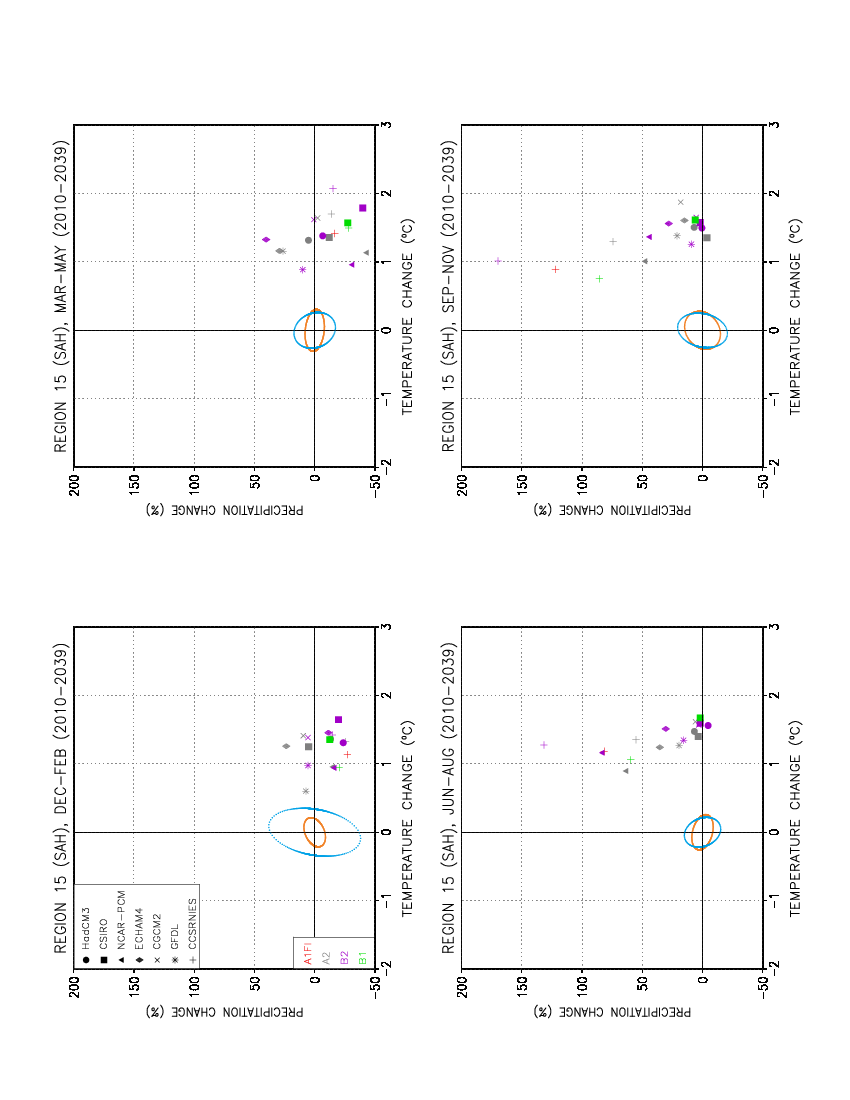 REGION 15 (SAH), DEC-FEB (2010-2039)
200
150
100
50
0
-50
PRECIPITATION CHANGE (%)
-2
-1
0
1
2
3
TEMPERATURE CHANGE (ºC)
HadCM3
CSIRO
NCAR-PCM
ECHAM4
CGCM2
GFDL
CCSRNIES
A1FI
A2
B2
B1
REGION 15 (SAH), MAR-MAY (2010-2039)
200
150
100
50
0
-50
PRECIPITATION CHANGE (%)
-2
-1
0
1
2
3
TEMPERATURE CHANGE (ºC)
REGION 15 (SAH), JUN-AUG (2010-2039)
200
150
100
50
0
-50
PRECIPITATION CHANGE (%)
-2
-1
0
1
2
3
TEMPERATURE CHANGE (ºC)
REGION 15 (SAH), SEP-NOV (2010-2039)
200
150
100
50
0
-50
PRECIPITATION CHANGE (%)
-2
-1
0
1
2
3
TEMPERATURE CHANGE (ºC)